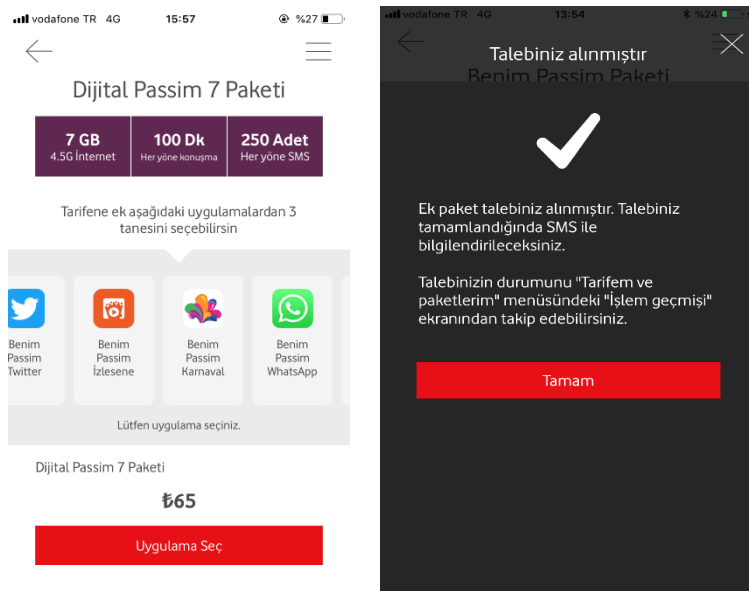 vodafone TR 4G 15:57 %27
Dijital Passim 7 Paketi
7 GB
4.5G İnternet
100 Dk
Her yöne konuşma
250 Adet
Her yöne SMS
Tarifene ek aşağıdaki uygulamalardan 3
tanesini seçebilirsin
Benim
Passim
Twitter
Benim
Passim
İzlesene
Benim
Passim
Karnaval
Benim
Passim
WhatsApp
Lütfen uygulama seçiniz.
Dijital Passim 7 Paketi
₺65
Uygulama Seç
vodafone TR 4G 13:54 %24
Talebiniz alınmıştır
Benim Passim Paketi
Ek paket talebiniz alınmıştır. Talebiniz
tamamlandığında SMS ile
bilgilendirileceksiniz.
Talebinizin durumunu "Tarifem ve
paketlerim" menüsündeki "İşlem geçmişi"
ekranından takip edebilirsiniz.
Tamam